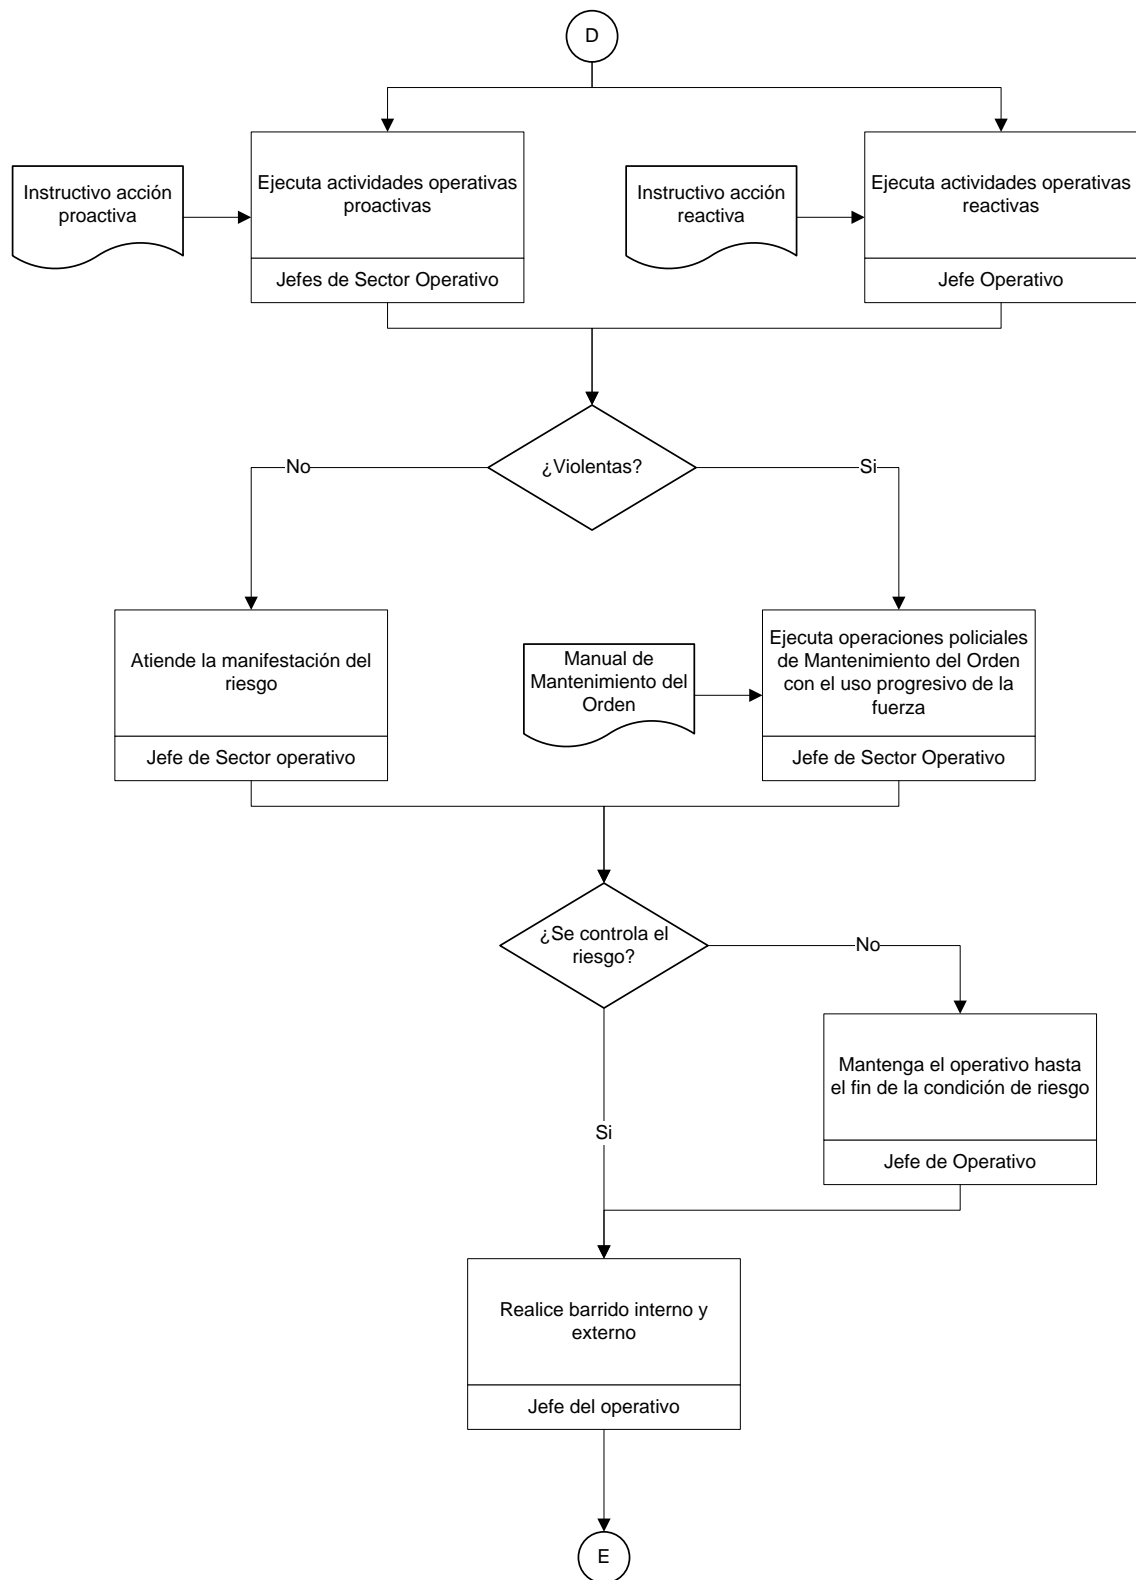 D
Instructivo acción
proactiva
Ejecuta actividades operativas
proactivas
Jefes de Sector Operativo
Instructivo acción
reactiva
Ejecuta actividades operativas
reactivas
Jefe Operativo
¿Violentas?
No
Si
Atiende la manifestación del
riesgo
Jefe de Sector operativo
Manual de
Mantenimiento del
Orden
Ejecuta operaciones policiales
de Mantenimiento del Orden
con el uso progresivo de la
fuerza
Jefe de Sector Operativo
¿Se controla el
riesgo?
No
Mantenga el operativo hasta
el fin de la condición de riesgo
Jefe de Operativo
Si
Realice barrido interno y
externo
Jefe del operativo
E